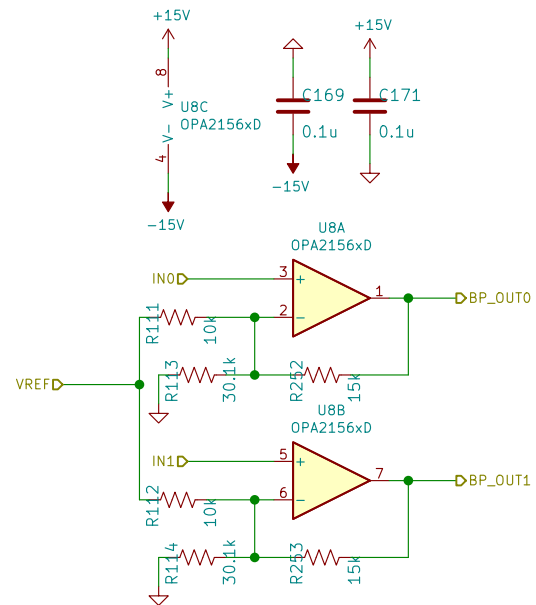 +15V
8
V+
U8C
OPA2156xD
V-
4
-15V
C169
0.1u
-15V
+15V
C171
0.1u
U8A
OPA2156xD
IN0
3
+
2
-
1
BP_OUT0
R111
10k
R113
30.1k
R252
15k
VREF
U8B
OPA2156xD
IN1
5
+
6
-
7
BP_OUT1
R112
10k
R114
30.1k
R253
15k